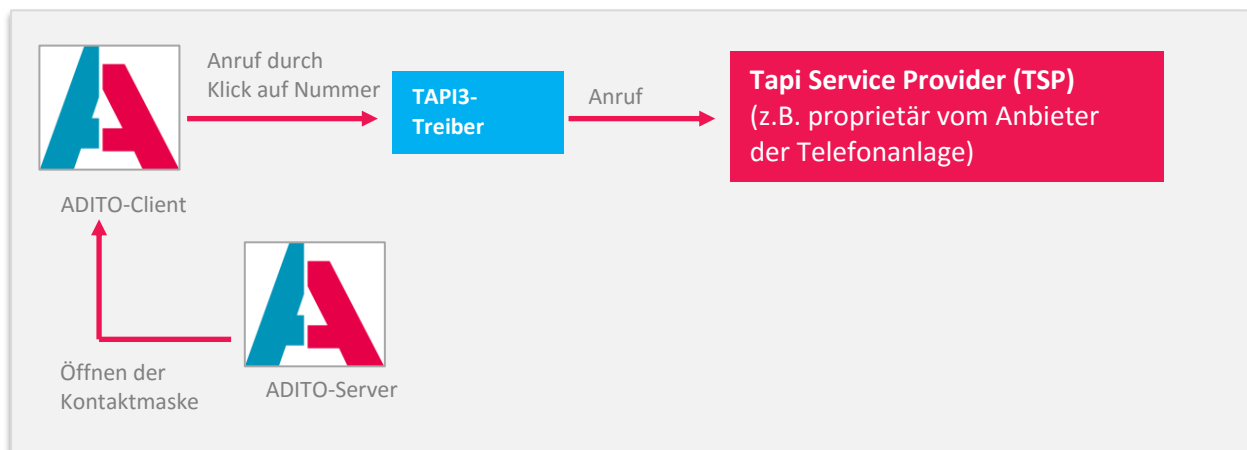 Anruf durch
Klick auf Nummer
TAPI3-
Treiber
Anruf
Tapi Service Provider (TSP)
(z.B. proprietär vom Anbieter
der Telefonanlage)
ADITO-Client
Öffnen der
Kontaktmaske
ADITO-Server